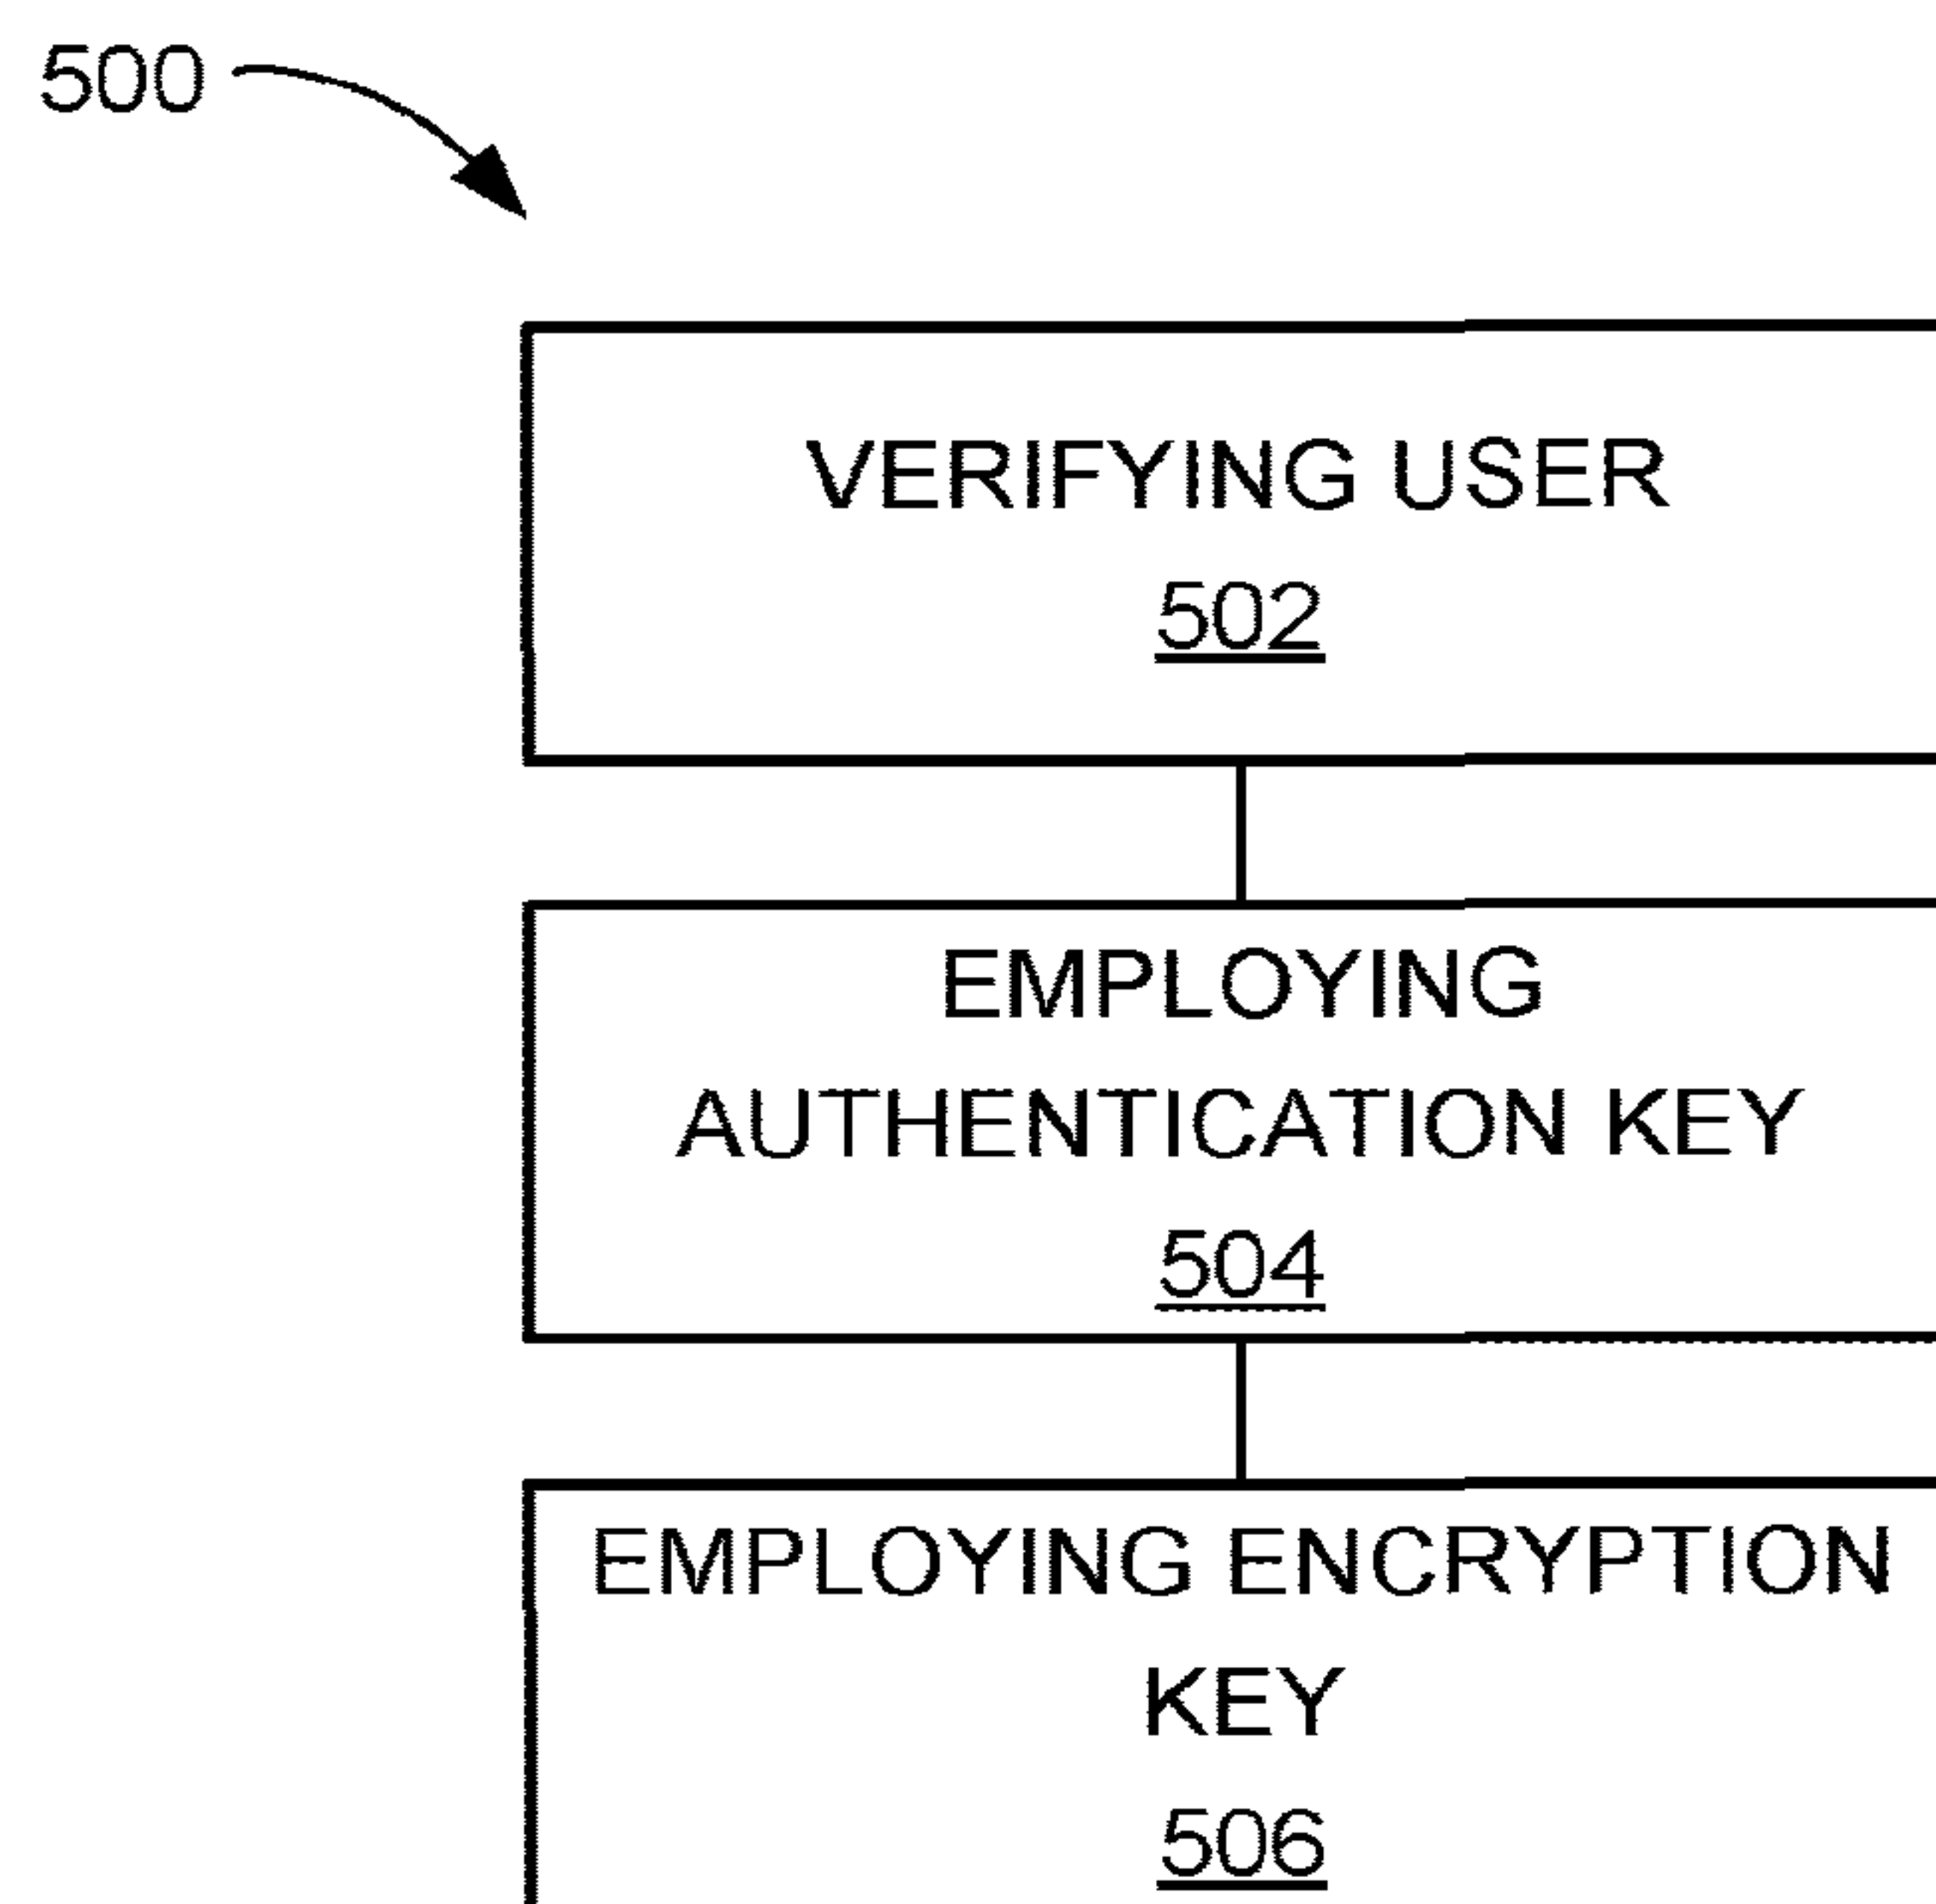 500
VERIFYING USER
502
EMPLOYING
AUTHENTICATION KEY
504
EMPLOYING ENCRYPTION
KEY
506